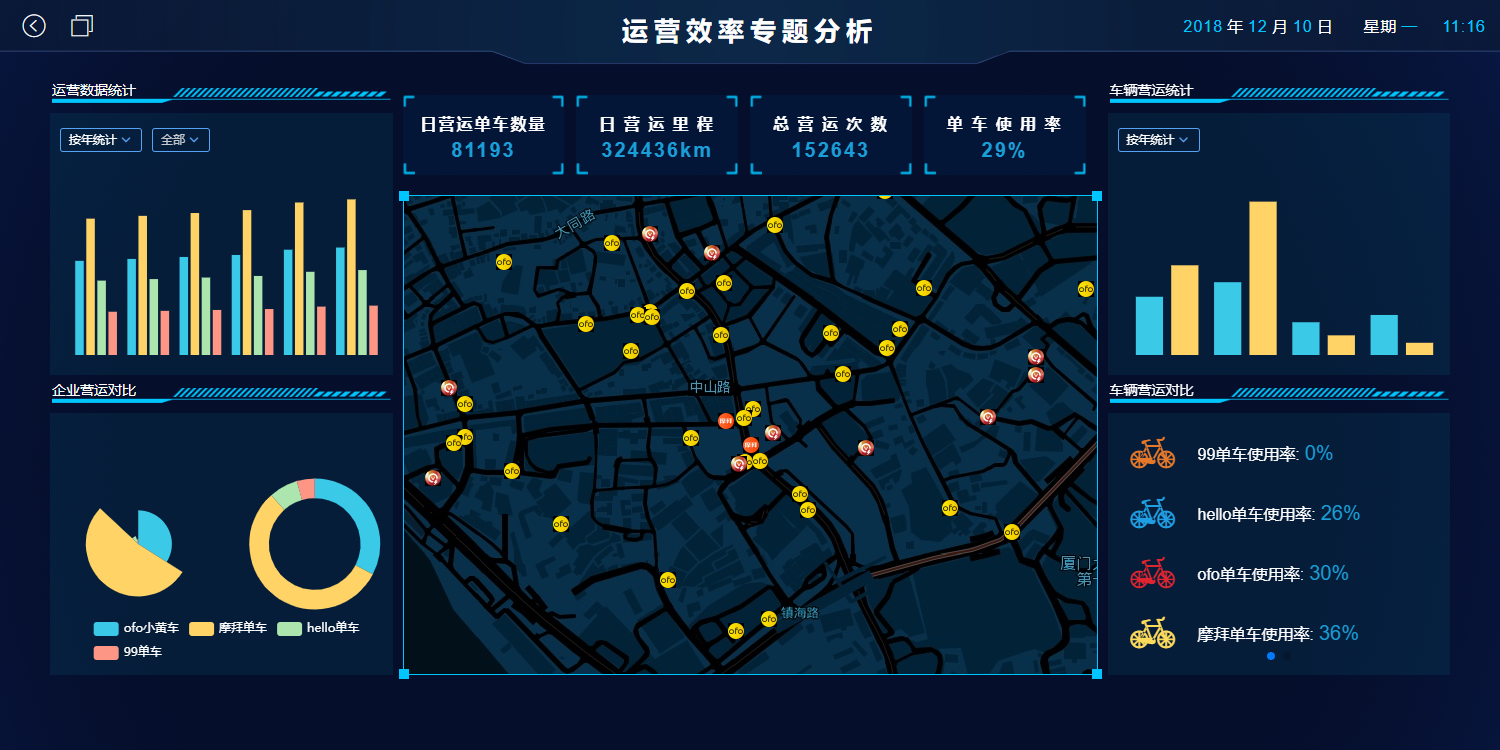 运营效率专题分析
2018 年 12 月 10 日 星期一 11:16
运营数据统计
按年统计 全部
日营运单车数量
81193
日营运里程
324436km
总营运次数
152643
单车使用率
29%
车辆营运统计
按年统计
大同路
中山路
镇海路
厦门大
第一
ofo
摩拜
企业营运对比
ofo小黄车 摩拜单车 hello单车
99单车
车辆营运对比
99单车使用率: 0%
hello单车使用率: 26%
ofo单车使用率: 30%
摩拜单车使用率: 36%